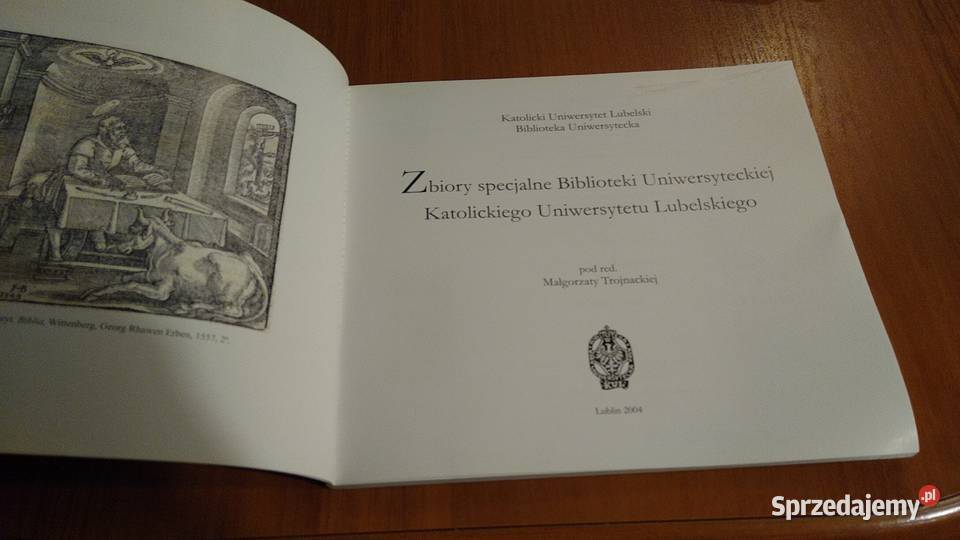 Biblia, Wittenberg, Georg Rhawen Erben, 1557, 2°.
Katolicki Uniwersytet Lubelski
Biblioteka Uniwersytecka
Zbiory specjalne Biblioteki Uniwersyteckiej
Katolickiego Uniwersytetu Lubelskiego
pod red.
Małgorzaty Trojnackiej
KUL
Lublin 2004
Sprzedajemy.pl